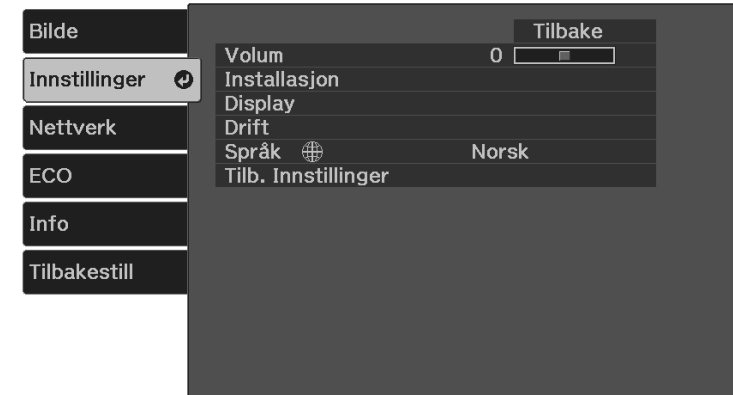 Bilde
Innstillinger
Nettverk
ECO
Info
Tilbakestill
Tilbake
Volum 0
Installasjon
Display
Drift
Språk Norsk
Tilb. Innstillinger